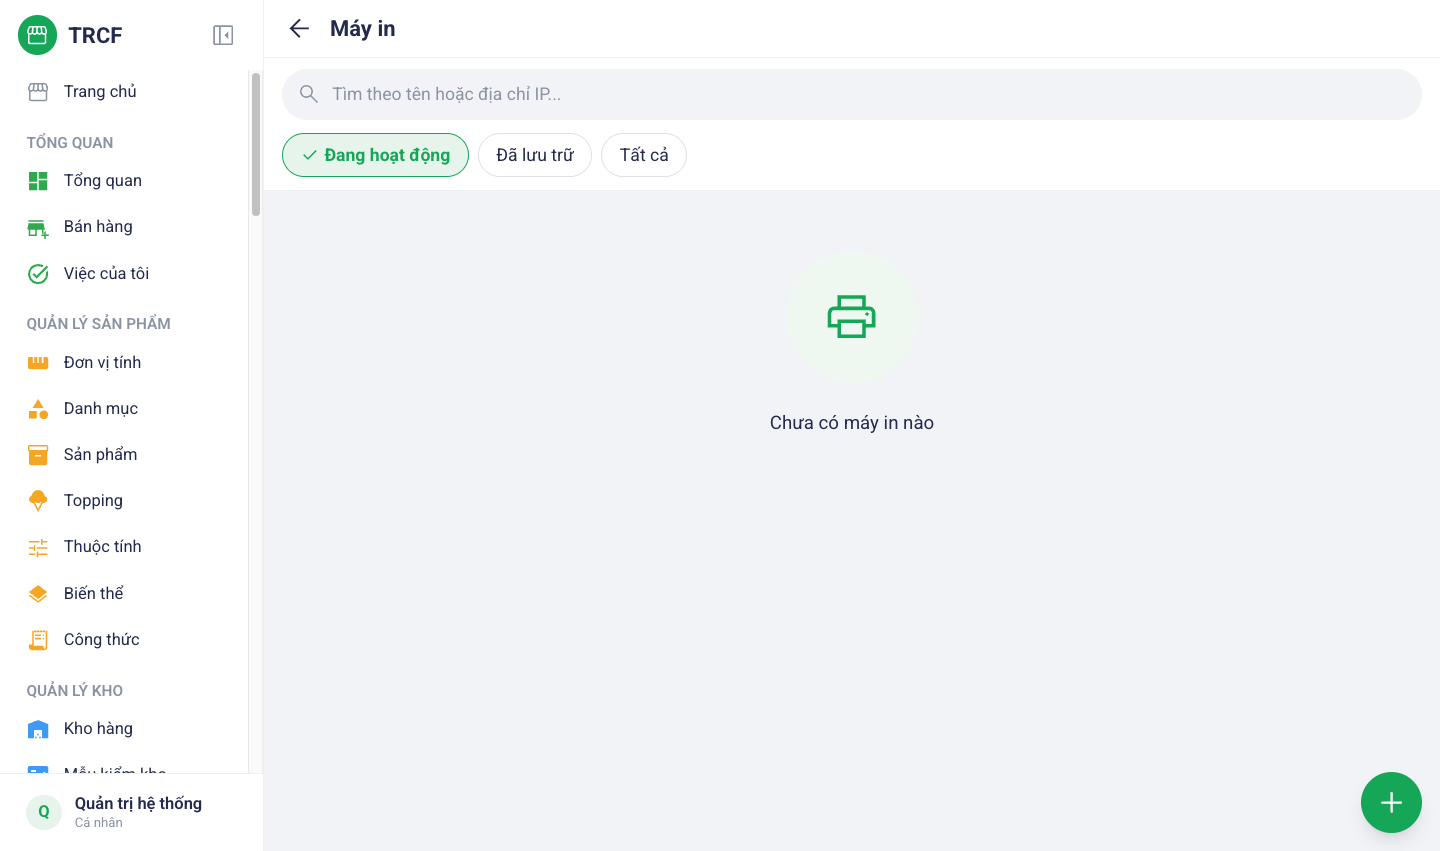 TRCF
Trang chủ
TỔNG QUAN
Tổng quan
Bán hàng
Việc của tôi
QUẢN LÝ SẢN PHẨM
Đơn vị tính
Danh mục
Sản phẩm
Topping
Thuộc tính
Biến thể
Công thức
QUẢN LÝ KHO
Kho hàng
Mẫu kiểm kho
Q
Quản trị hệ thống
Cá nhân
Máy in
Tìm theo tên hoặc địa chỉ IP...
Đang hoạt động
Đã lưu trữ
Tất cả
Chưa có máy in nào